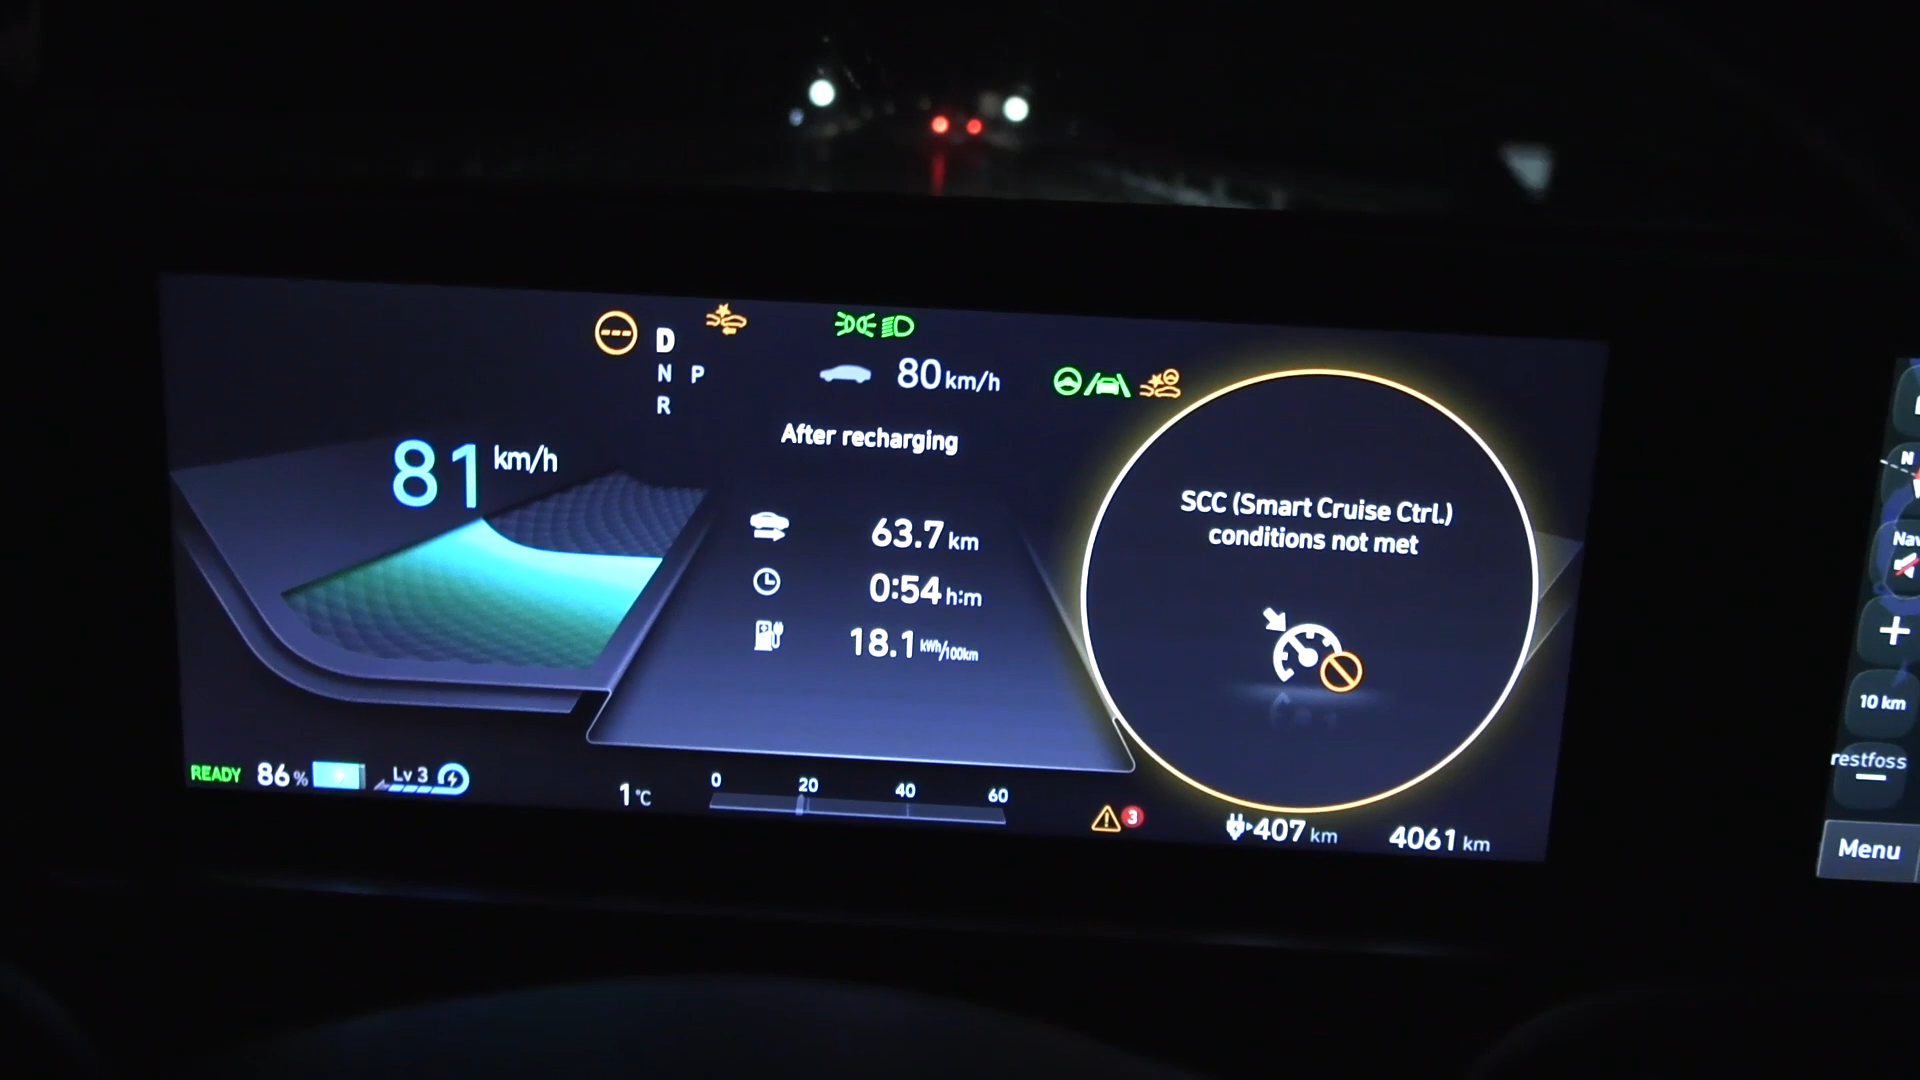 D
N P
R
80 km/h
81 km/h
After recharging
63.7 km
0:54 h:m
18.1 kWh/100km
SCC (Smart Cruise Ctrl.)
conditions not met
READY 86% Lv 3
1°C
0 20 40 60
3
407 km
4061 km
N
Nav
10 km
restfoss
Menu